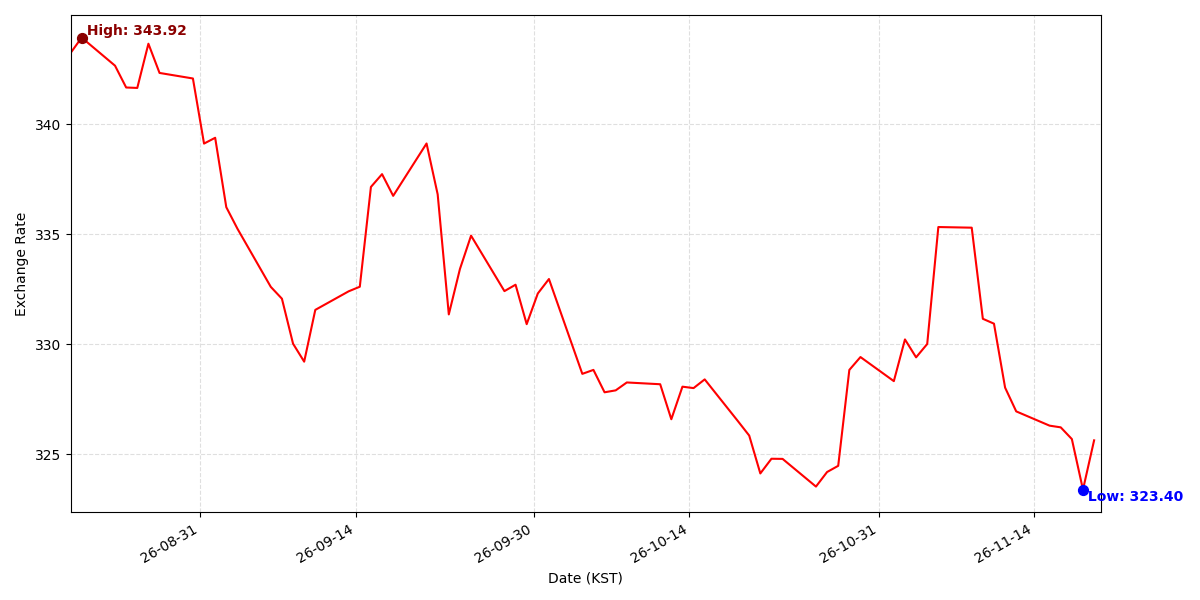 High: 343.92
340
335
330
325
Exchange Rate
Low: 323.40
26-08-31
26-09-14
26-09-30
26-10-14
26-10-31
26-11-14
Date (KST)